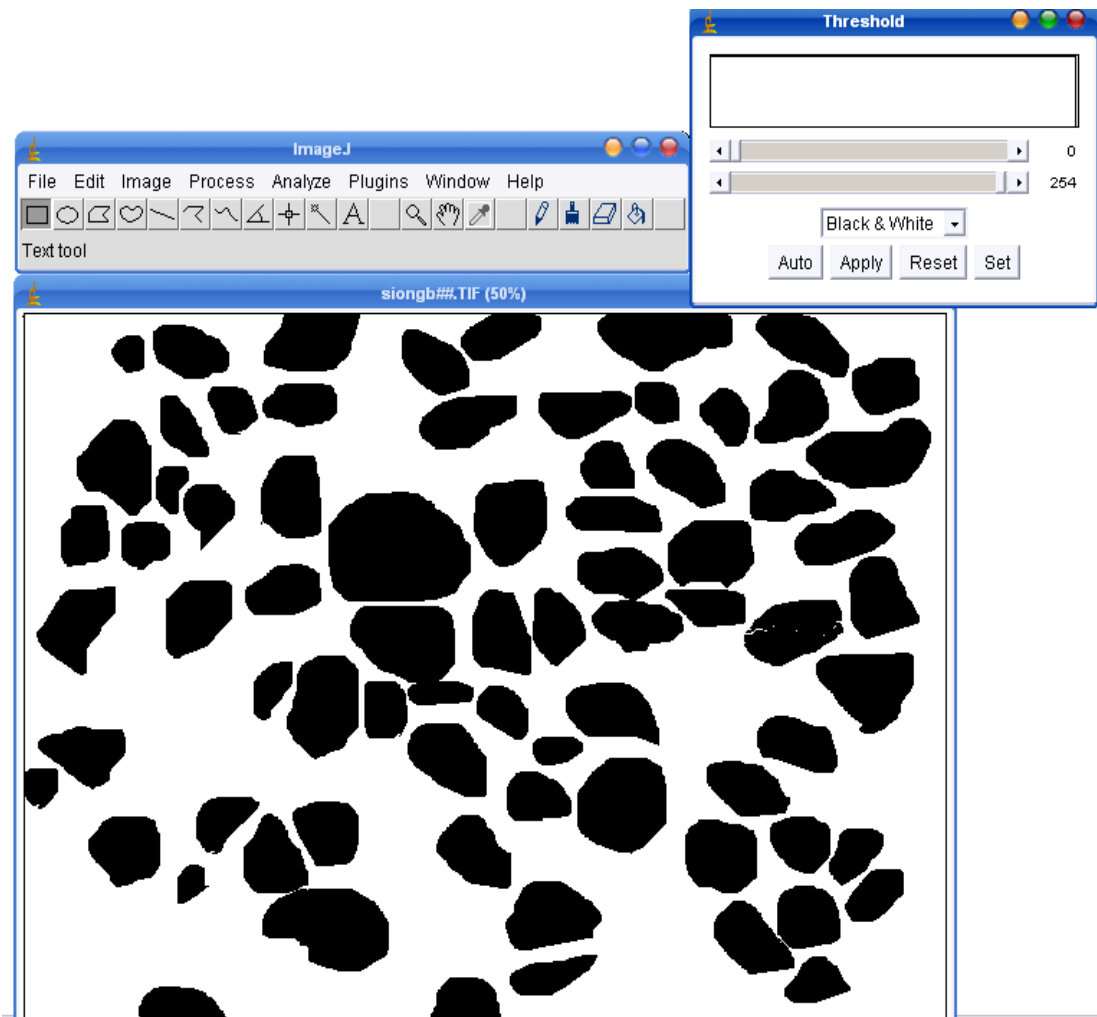 Threshold
0
254
Black & White
Auto Apply Reset Set
ImageJ
File Edit Image Process Analyze Plugins Window Help
A
Text tool
siongb##.TIF (50%)